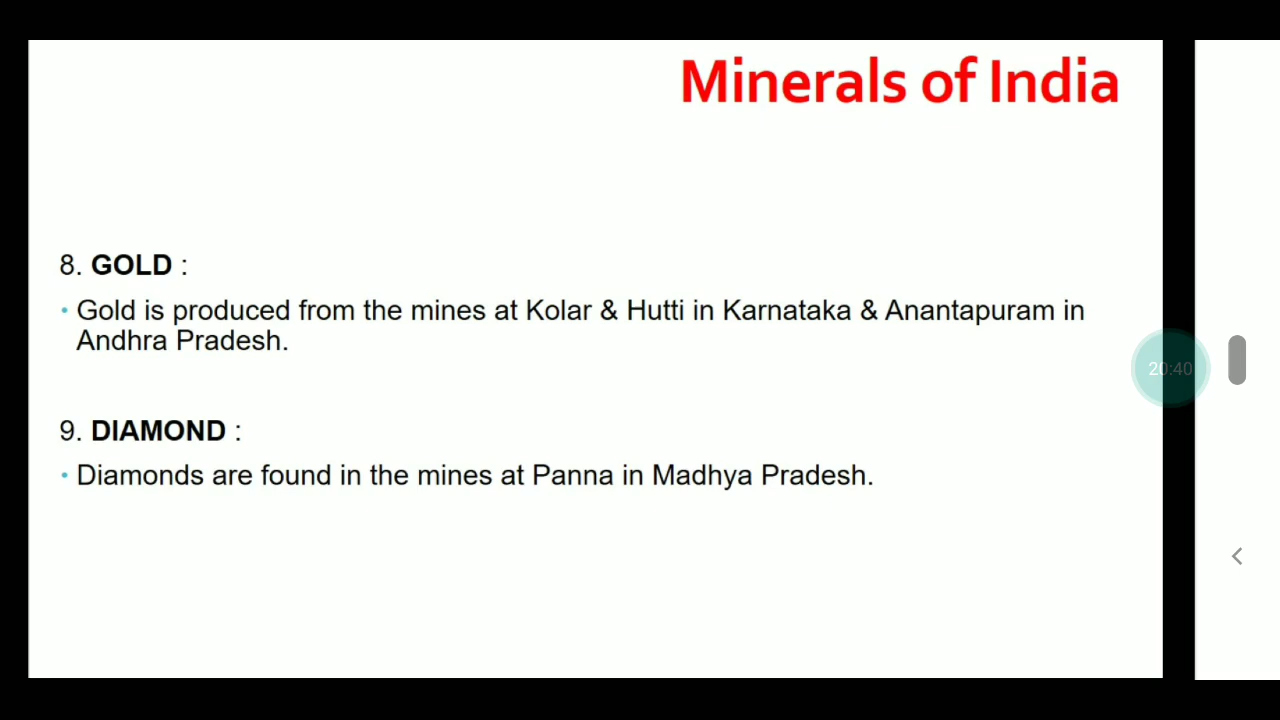 Minerals of India
8. GOLD :
• Gold is produced from the mines at Kolar & Hutti in Karnataka & Anantapuram in
Andhra Pradesh.
20:40
9. DIAMOND :
• Diamonds are found in the mines at Panna in Madhya Pradesh.